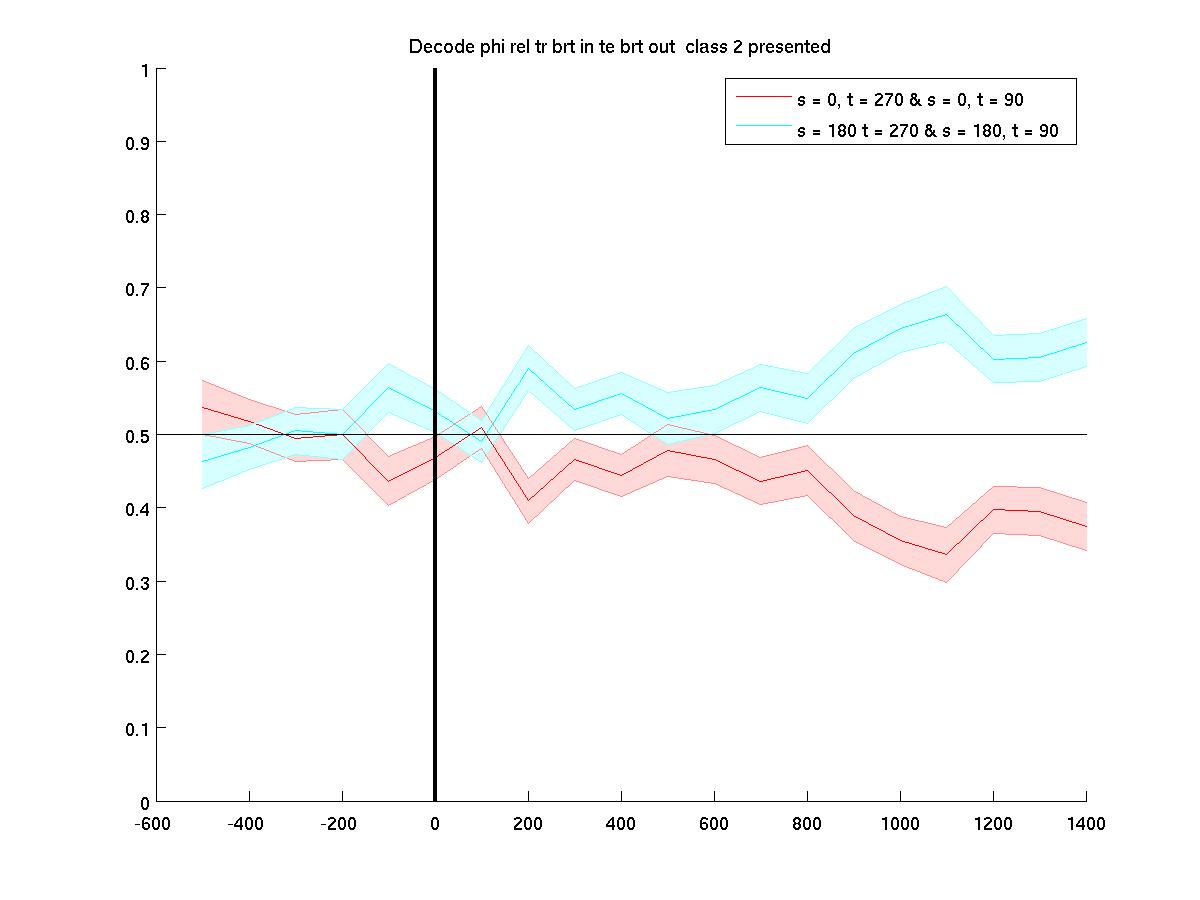 Decode phi rel tr brt in te brt out  class 2 presented
s = 0, t = 270 & s = 0, t = 90
s = 180 t = 270 & s = 180, t = 90
1
0.9
0.8
0.7
0.6
0.5
0.4
0.3
0.2
0.1
0
-600 -400 -200 0 200 400 600 800 1000 1200 1400